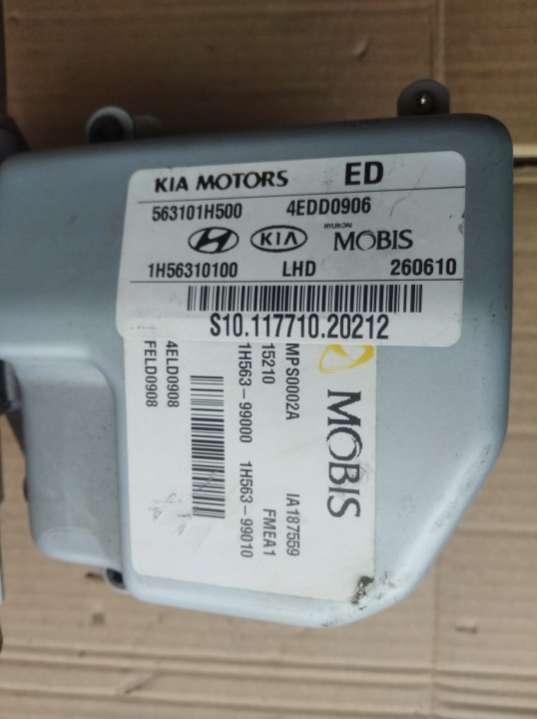 KIA MOTORS ED
563101H500 4EDD0906
KIA HYUNDAI MOBIS
1H56310100 LHD 260610
S10.117710.20212
MOBIS
MPS0002A IA187559
15210 FMEA1
1H563-99000 1H563-99010
4ELD0908
FELD0908